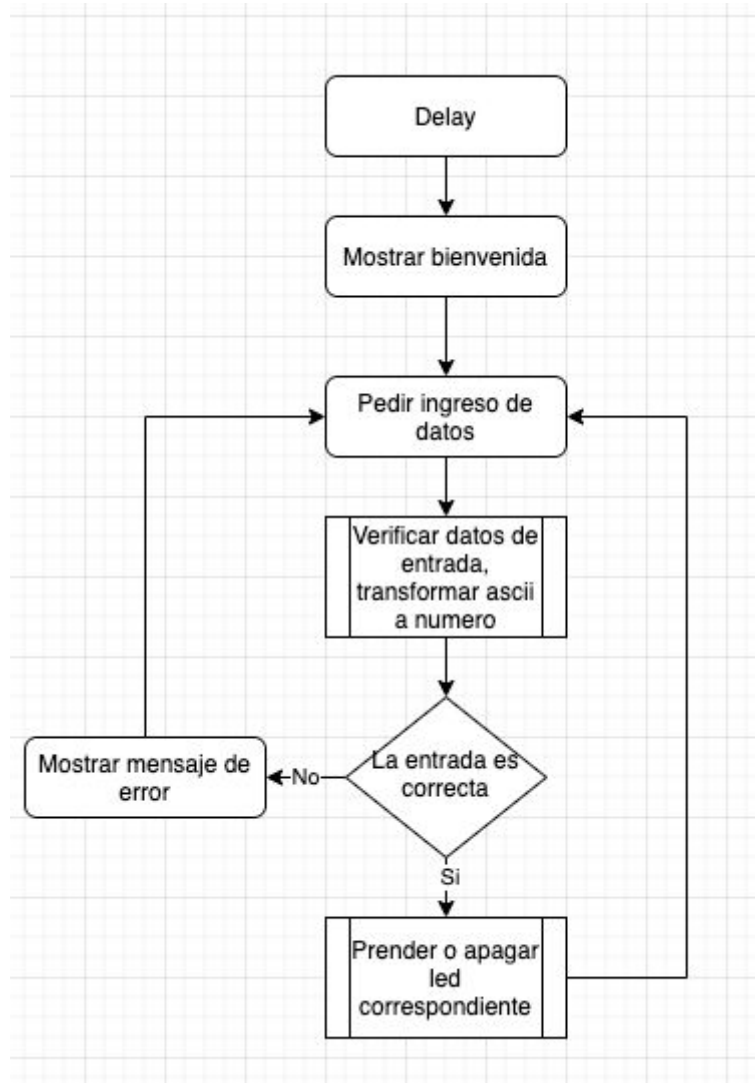 Delay
Mostrar bienvenida
Pedir ingreso de
datos
Verificar datos de
entrada,
transformar ascii
a numero
La entrada es
correcta
No
Mostrar mensaje de
error
Si
Prender o apagar
led
correspondiente